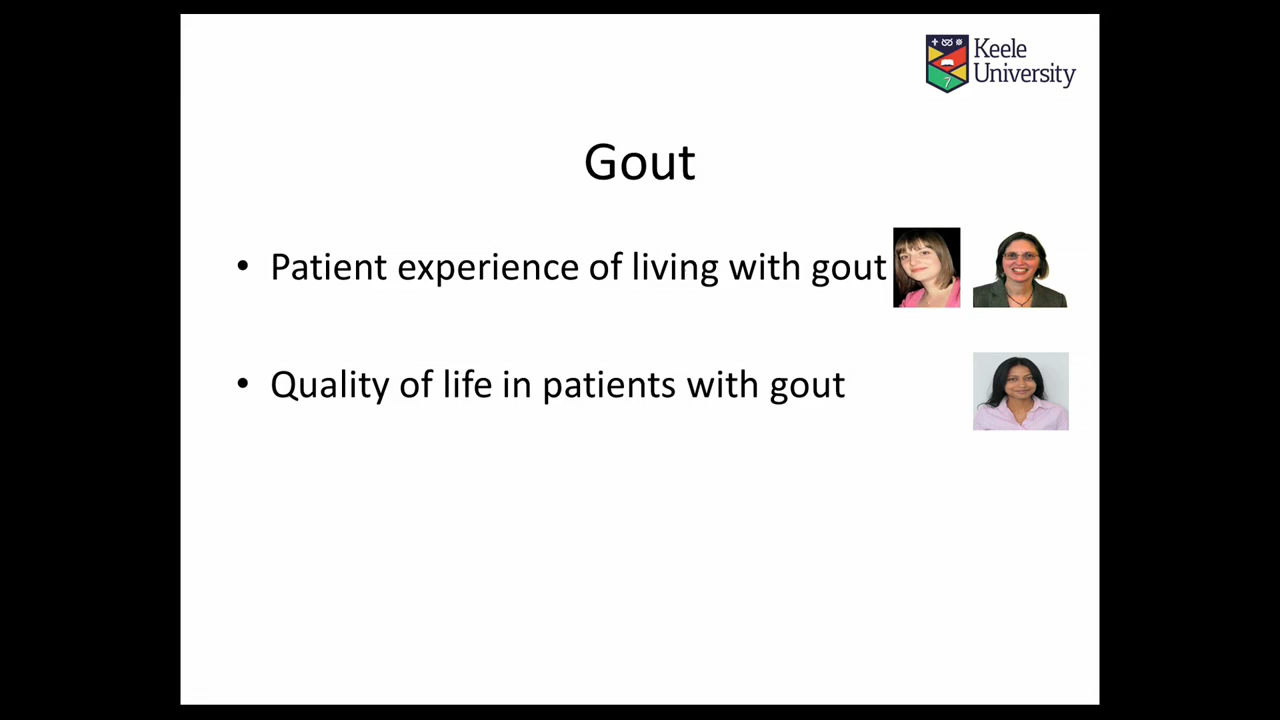 Keele
University
Gout
• Patient experience of living with gout
• Quality of life in patients with gout